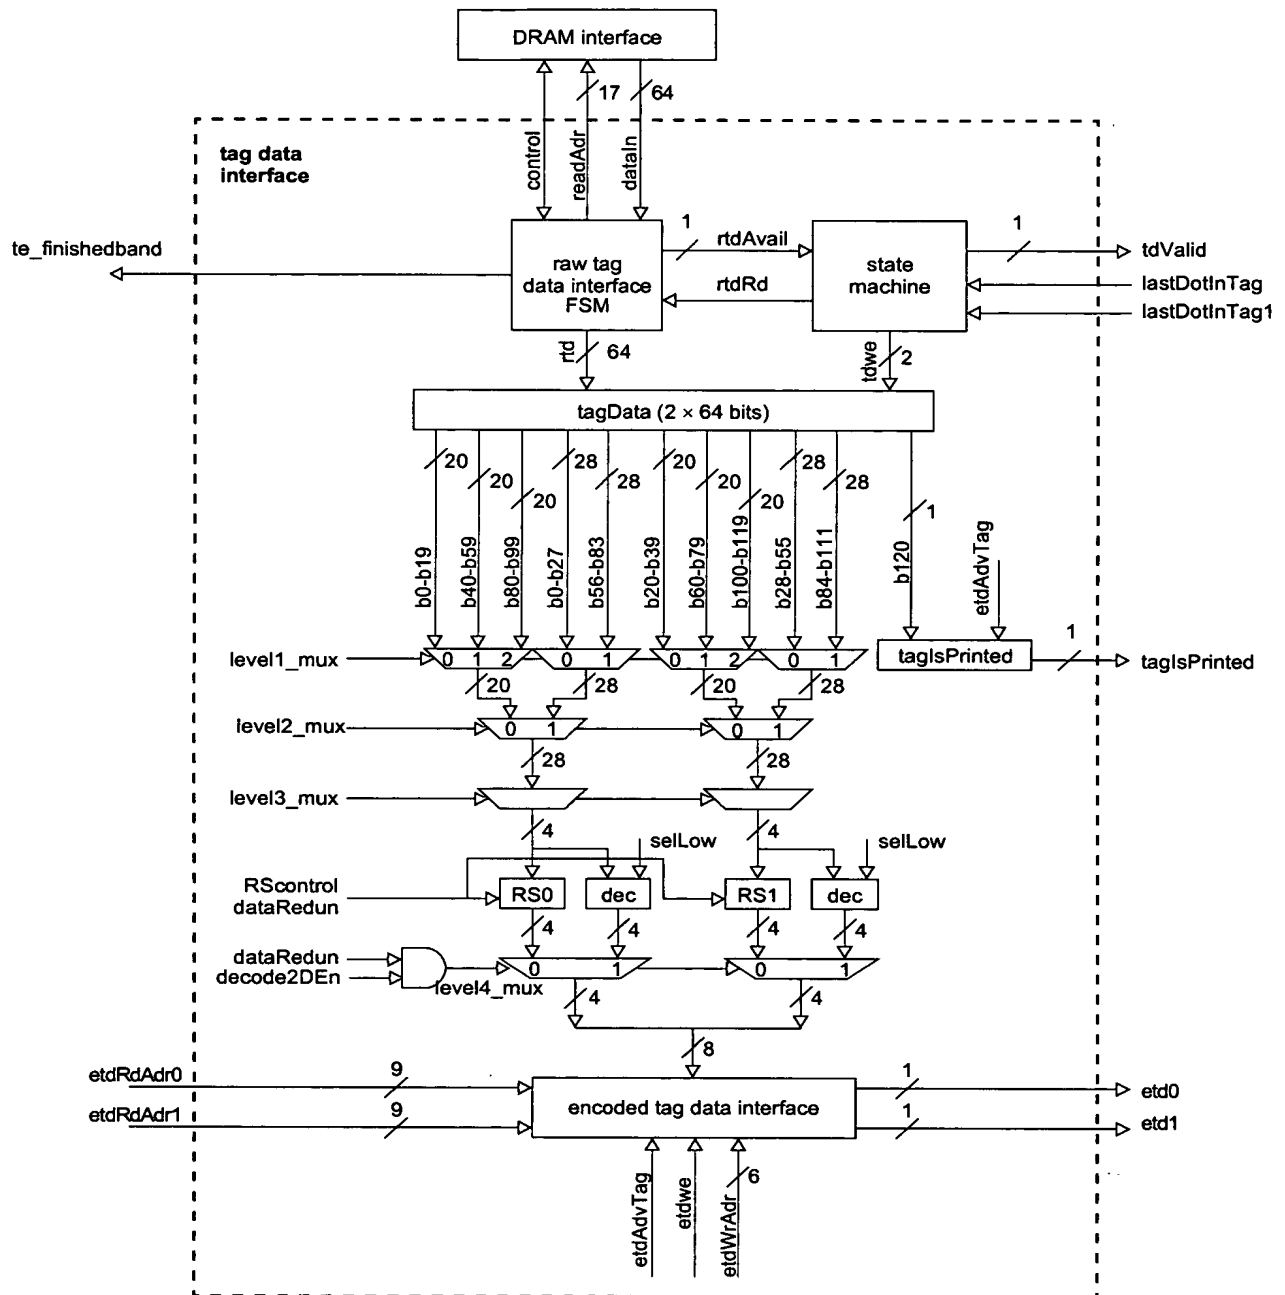 DRAM interface
17
64
control
readAdr
dataIn
tag data
interface
te_finishedband
raw tag
data interface
FSM
1
rtdAvail
rtdRd
state
machine
1
tdValid
lastDotInTag
lastDotInTag1
rtd
64
tdwe
2
tagData (2 × 64 bits)
20
20
20
28
28
20
20
20
28
28
1
b0-b19
b40-b59
b80-b99
b0-b27
b56-b83
b20-b39
b60-b79
b100-b119
b28-b55
b84-b111
b120
etdAdvTag
level1_mux
0 1 2
0 1
0 1 2
0 1
tagIsPrinted
1
tagIsPrinted
20
28
20
28
level2_mux
0 1
0 1
28
28
level3_mux
4
4
selLow
selLow
RScontrol
dataRedun
RS0
dec
RS1
dec
4
4
4
4
dataRedun
decode2DEn
level4_mux
0 1
0 1
4
4
8
etdRdAdr0
9
etdRdAdr1
9
encoded tag data interface
1
etd0
1
etd1
etdAdvTag
etdwe
etdWrAdr
6